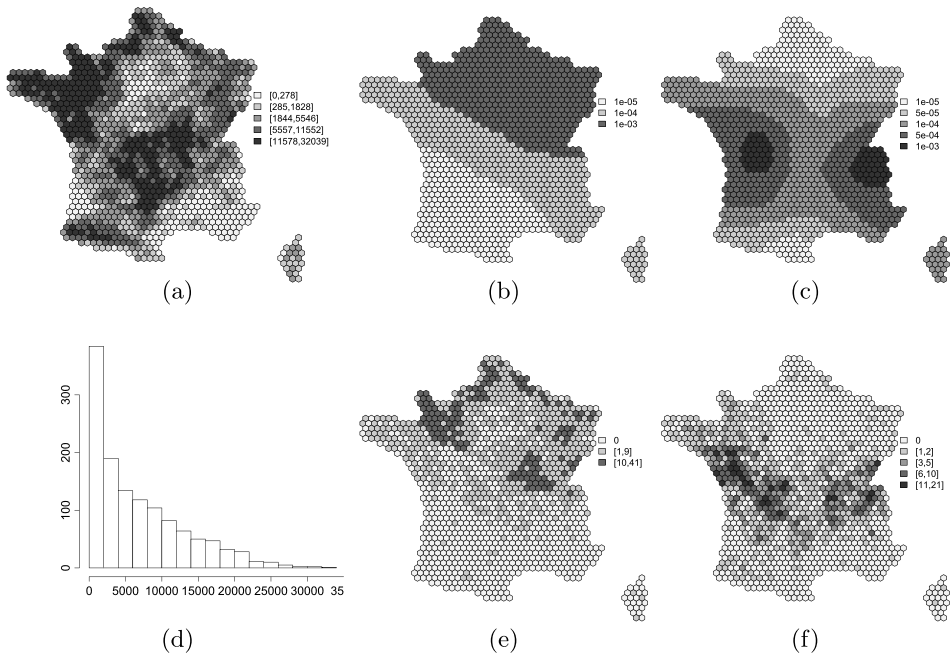 [0,278]
[285,1828]
[1844,5546]
[5557,11552]
[11578,32039]
(a)
1e-05
1e-04
1e-03
(b)
1e-05
5e-05
1e-04
5e-04
1e-03
(c)
300
200
100
0
0 5000 10000 15000 20000 25000 30000 35
(d)
0
[1,9]
[10,41]
(e)
0
[1,2]
[3,5]
[6,10]
[11,21]
(f)